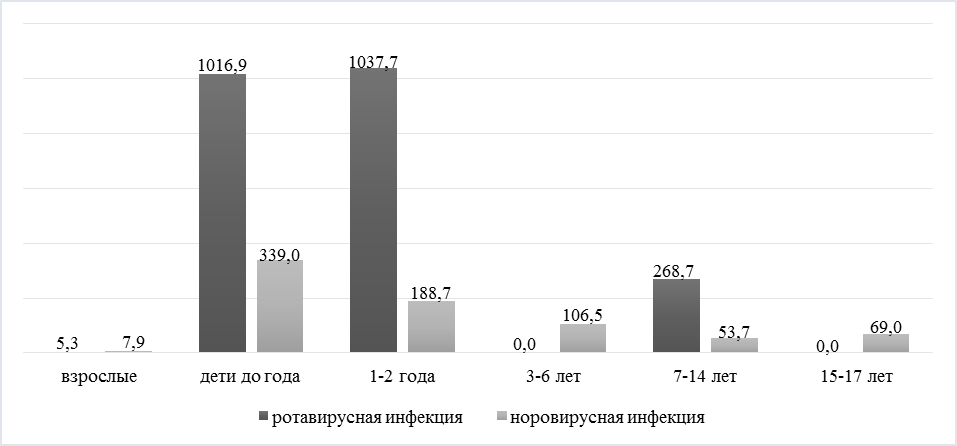 1016,9
1037,7
339,0
188,7
268,7
106,5
5,3
7,9
0,0
53,7
0,0
69,0
взрослые
дети до года
1-2 года
3-6 лет
7-14 лет
15-17 лет
ротавирусная инфекция
норовирусная инфекция